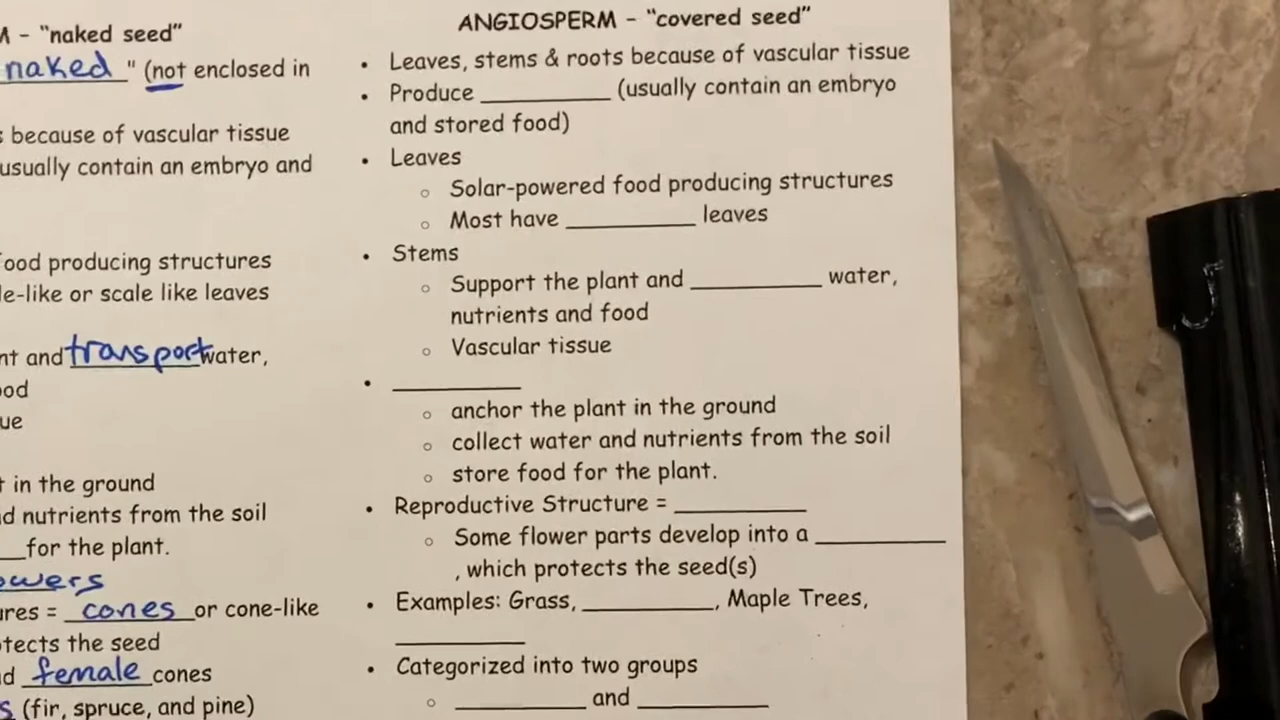 M - "naked seed"
naked " (not enclosed in
s because of vascular tissue
usually contain an embryo and
food producing structures
le-like or scale like leaves
nt and transport water,
ood
ue
t in the ground
d nutrients from the soil
___for the plant.
owers
ures = cones or cone-like
tects the seed
d female cones
s (fir, spruce, and pine)
ANGIOSPERM - "covered seed"
• Leaves, stems & roots because of vascular tissue
• Produce __________ (usually contain an embryo
and stored food)
• Leaves
○ Solar-powered food producing structures
○ Most have __________ leaves
• Stems
○ Support the plant and __________ water,
nutrients and food
○ Vascular tissue
• __________
○ anchor the plant in the ground
○ collect water and nutrients from the soil
○ store food for the plant.
• Reproductive Structure = __________
○ Some flower parts develop into a __________
, which protects the seed(s)
• Examples: Grass, __________, Maple Trees,
__________
• Categorized into two groups
○ __________ and __________